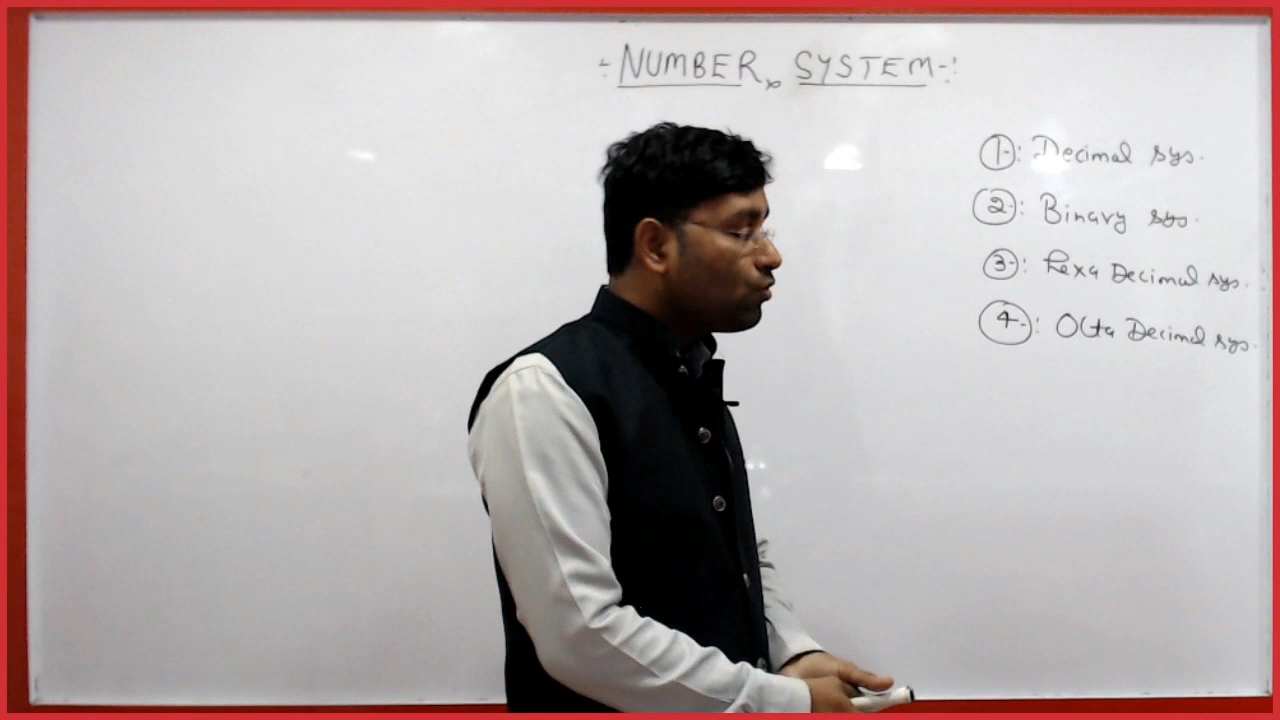 ÷ NUMBER SYSTEM -:
1-: Decimal sys.
2-: Binary sys.
3-: Hexa Decimal sys.
4-: Octa Decimal sys.